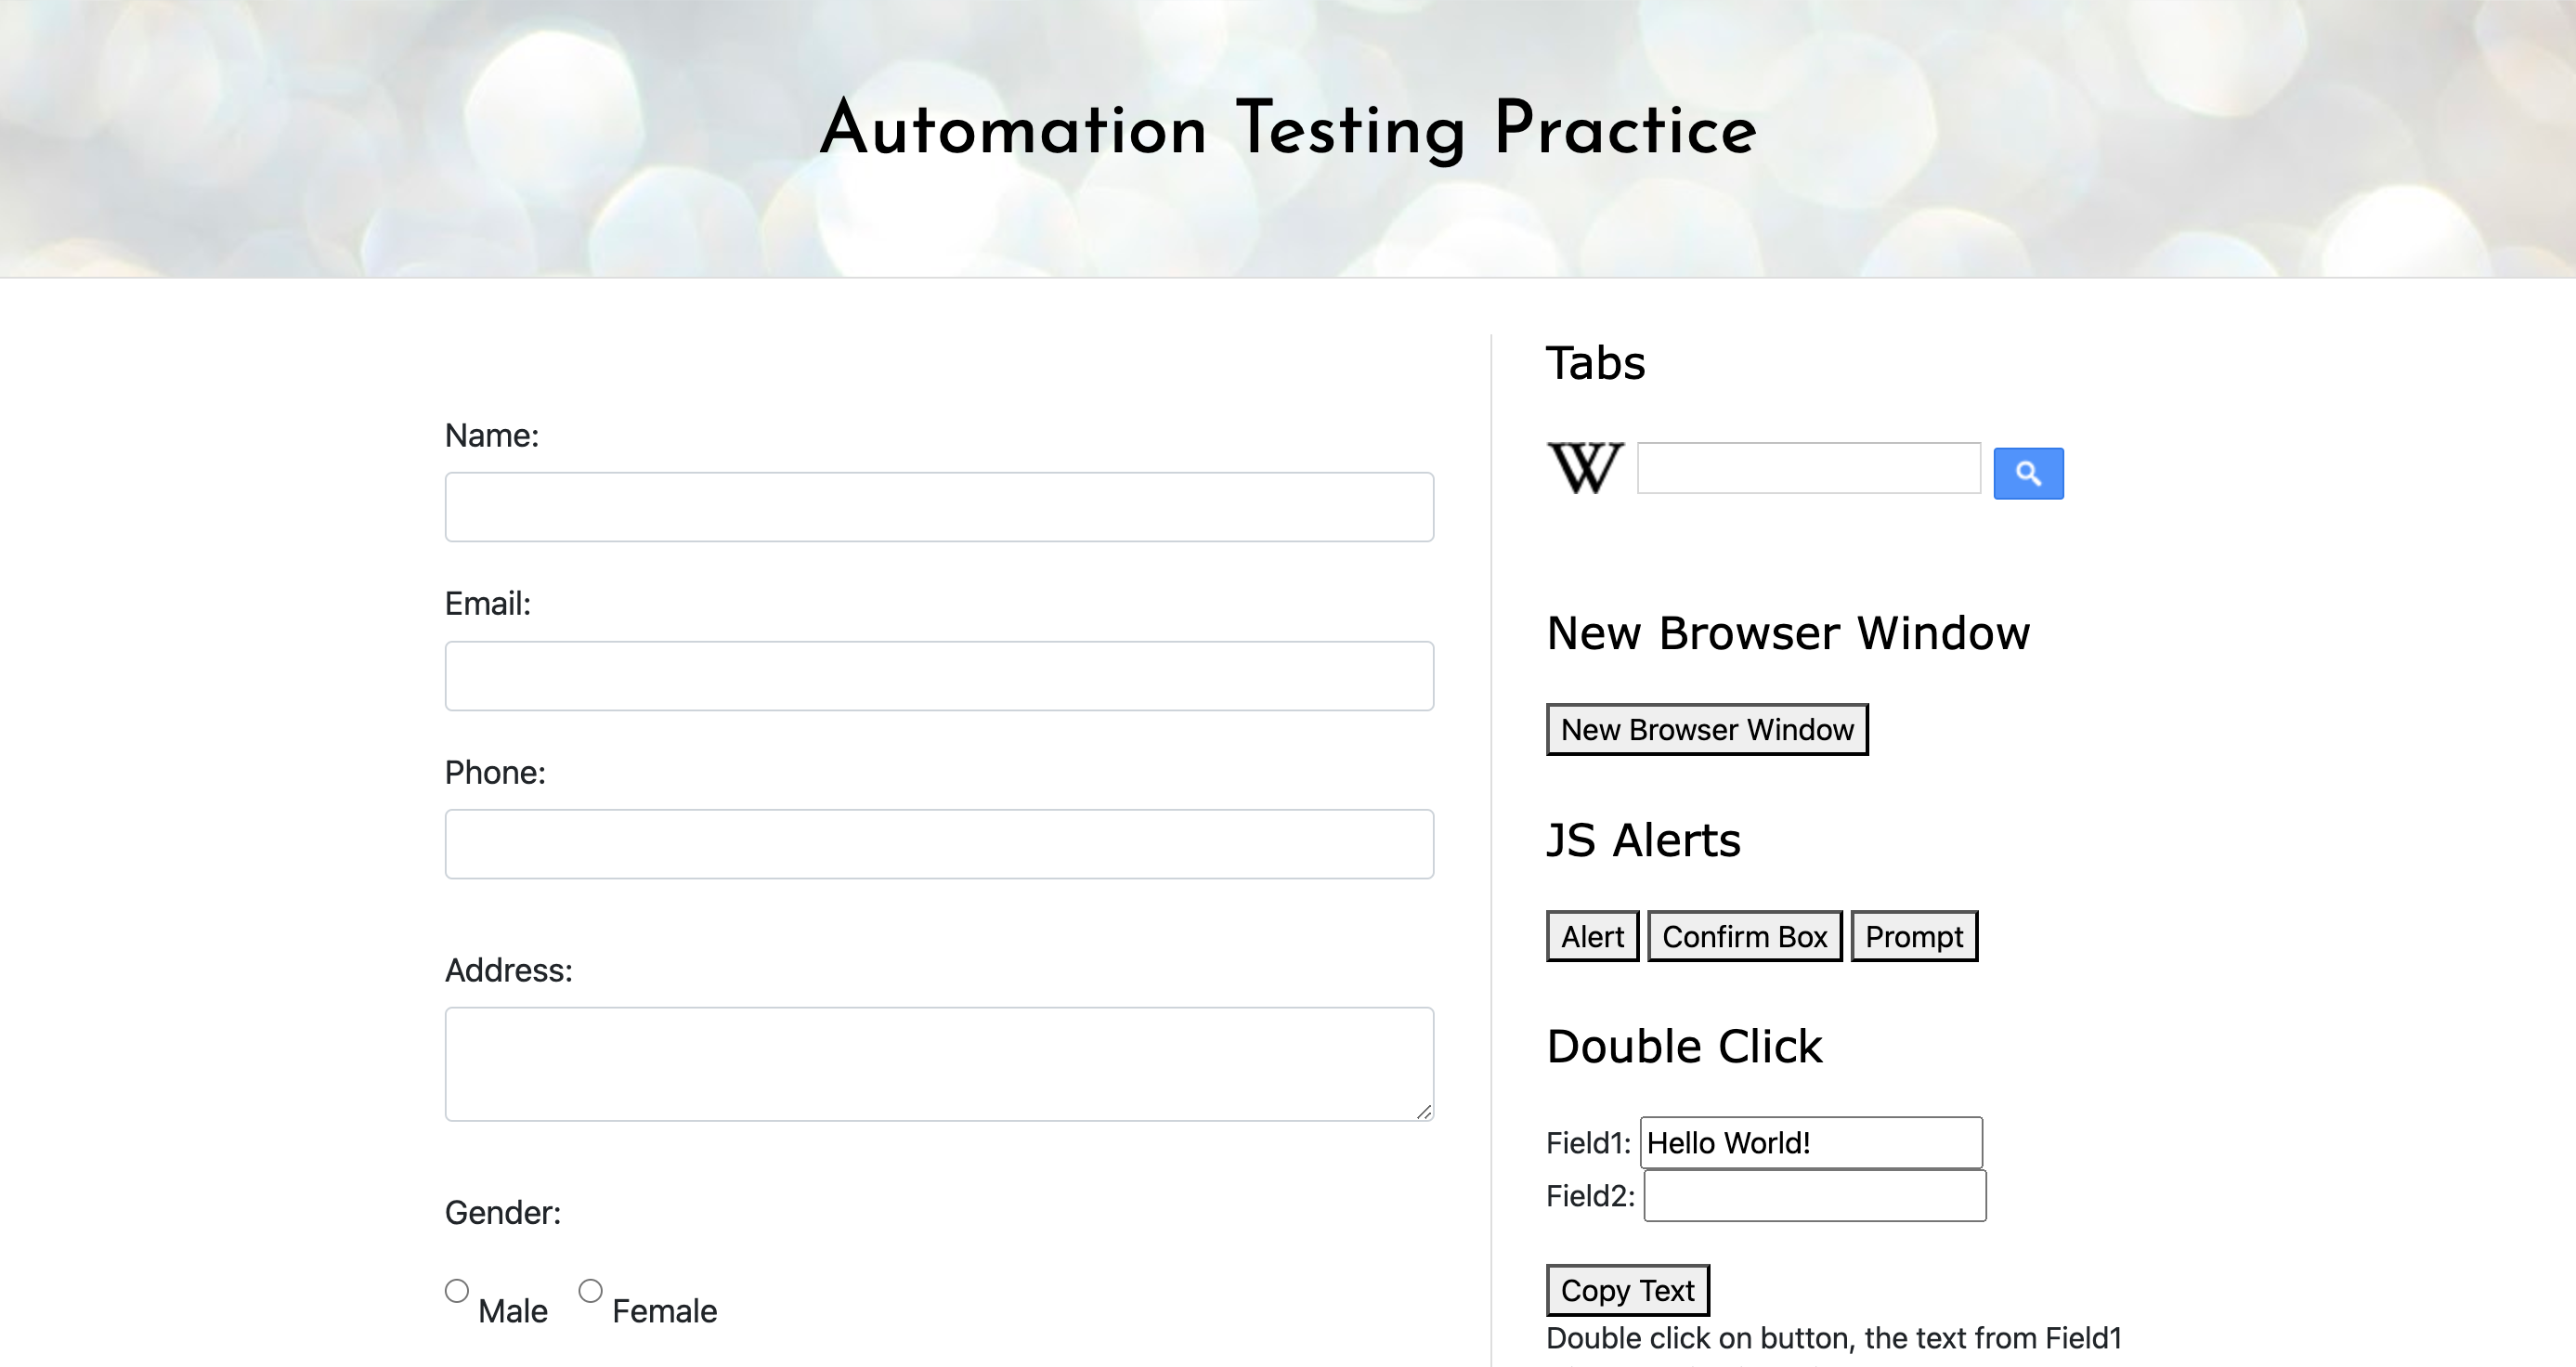 Automation Testing Practice
Name:
Email:
Phone:
Address:
Gender:
Male Female
Tabs
W
New Browser Window
New Browser Window
JS Alerts
Alert Confirm Box Prompt
Double Click
Field1: Hello World!
Field2:
Copy Text
Double click on button, the text from Field1